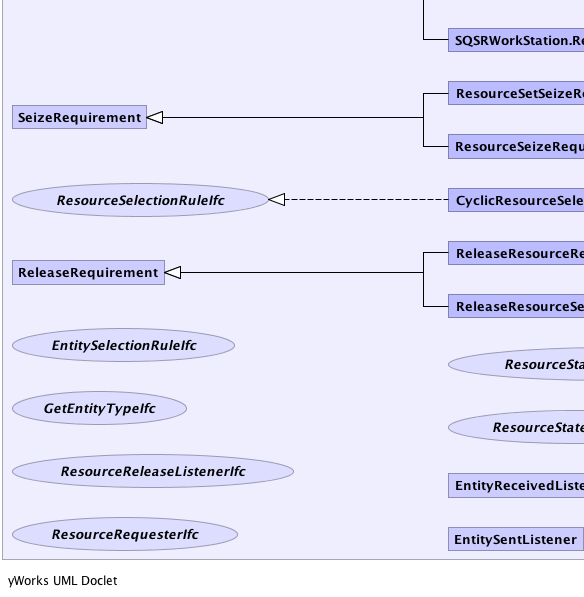 SQSRWorkStation.Re
SeizeRequirement
ResourceSetSeizeR
ResourceSeizeRequ
ResourceSelectionRuleIfc
CyclicResourceSele
ReleaseRequirement
ReleaseResourceRe
ReleaseResourceSe
EntitySelectionRuleIfc
ResourceSta
GetEntityTypeIfc
ResourceState
ResourceReleaseListenerIfc
EntityReceivedListe
ResourceRequesterIfc
EntitySentListener
yWorks UML Doclet